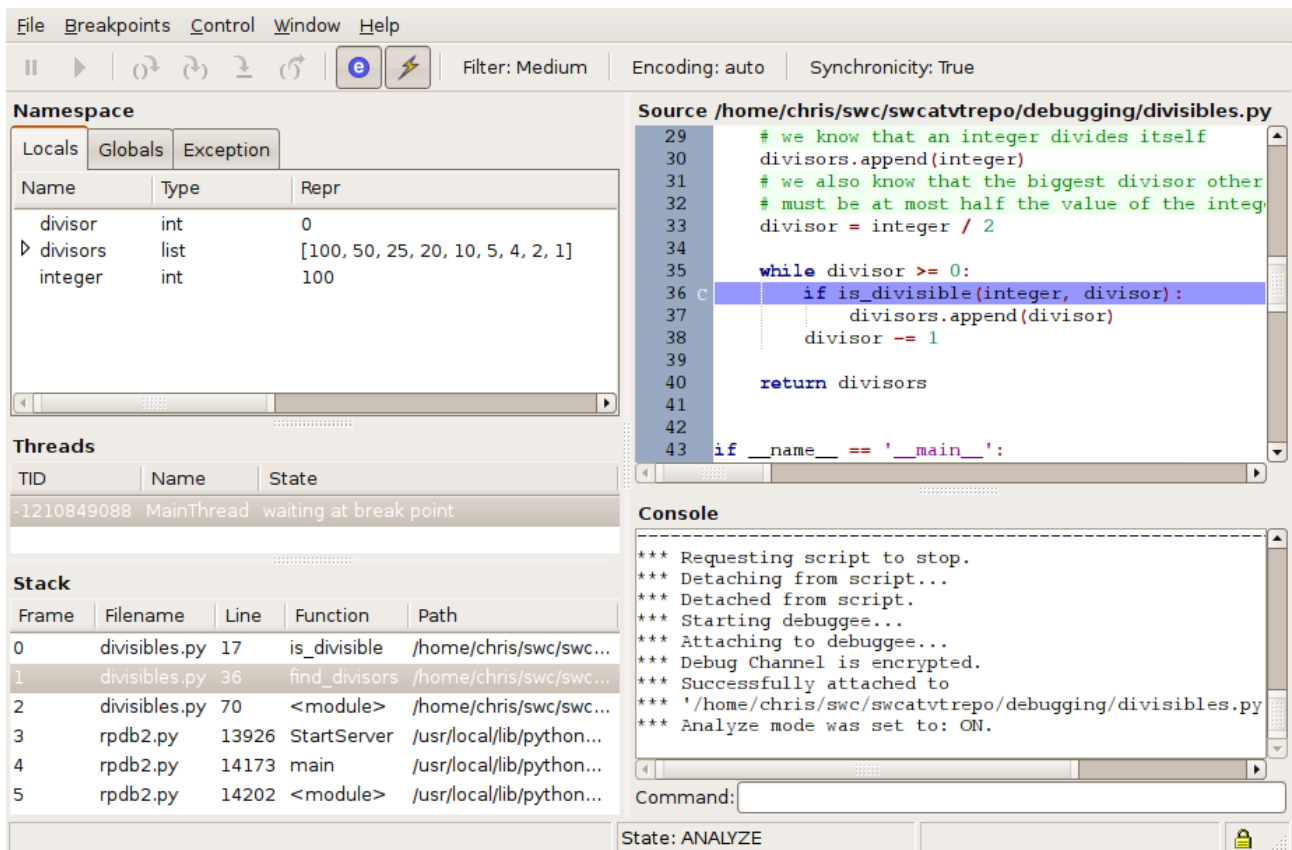 File Breakpoints Control Window Help
Filter: Medium Encoding: auto Synchronicity: True
Namespace
Locals Globals Exception
Name Type Repr
divisor int 0
divisors list [100, 50, 25, 20, 10, 5, 4, 2, 1]
integer int 100
Threads
TID Name State
-1210849088 MainThread waiting at break point
Stack
Frame Filename Line Function Path
0 divisibles.py 17 is_divisible /home/chris/swc/swc...
1 divisibles.py 36 find_divisors /home/chris/swc/swc...
2 divisibles.py 70 <module> /home/chris/swc/swc...
3 rpdb2.py 13926 StartServer /usr/local/lib/python...
4 rpdb2.py 14173 main /usr/local/lib/python...
5 rpdb2.py 14202 <module> /usr/local/lib/python...
Source /home/chris/swc/swcatvtrepo/debugging/divisibles.py
29 # we know that an integer divides itself
30 divisors.append(integer)
31 # we also know that the biggest divisor other
32 # must be at most half the value of the integ
33 divisor = integer / 2
34
35 while divisor >= 0:
36 C if is_divisible(integer, divisor):
37 divisors.append(divisor)
38 divisor -= 1
39
40 return divisors
41
42
43 if __name__ == '__main__':
Console
*** Requesting script to stop.
*** Detaching from script...
*** Detached from script.
*** Starting debuggee...
*** Attaching to debuggee...
*** Debug Channel is encrypted.
*** Successfully attached to
*** '/home/chris/swc/swcatvtrepo/debugging/divisibles.py
*** Analyze mode was set to: ON.
Command:
State: ANALYZE